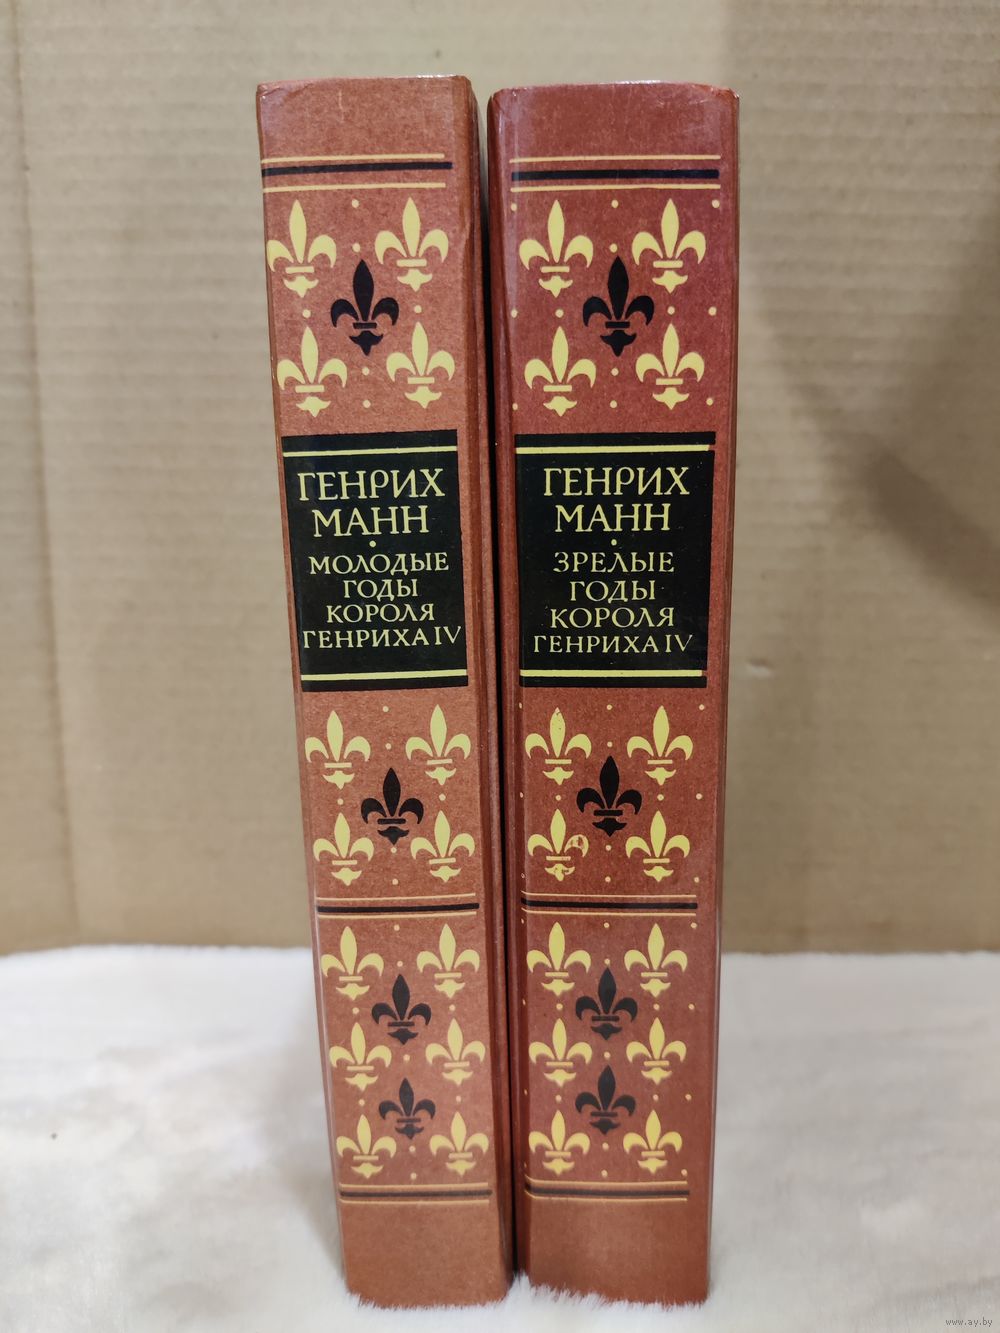 ГЕНРИХ
МАНН
МОЛОДЫЕ
ГОДЫ
КОРОЛЯ
ГЕНРИХА IV
ГЕНРИХ
МАНН
ЗРЕЛЫЕ
ГОДЫ
КОРОЛЯ
ГЕНРИХА IV
www.ay.by